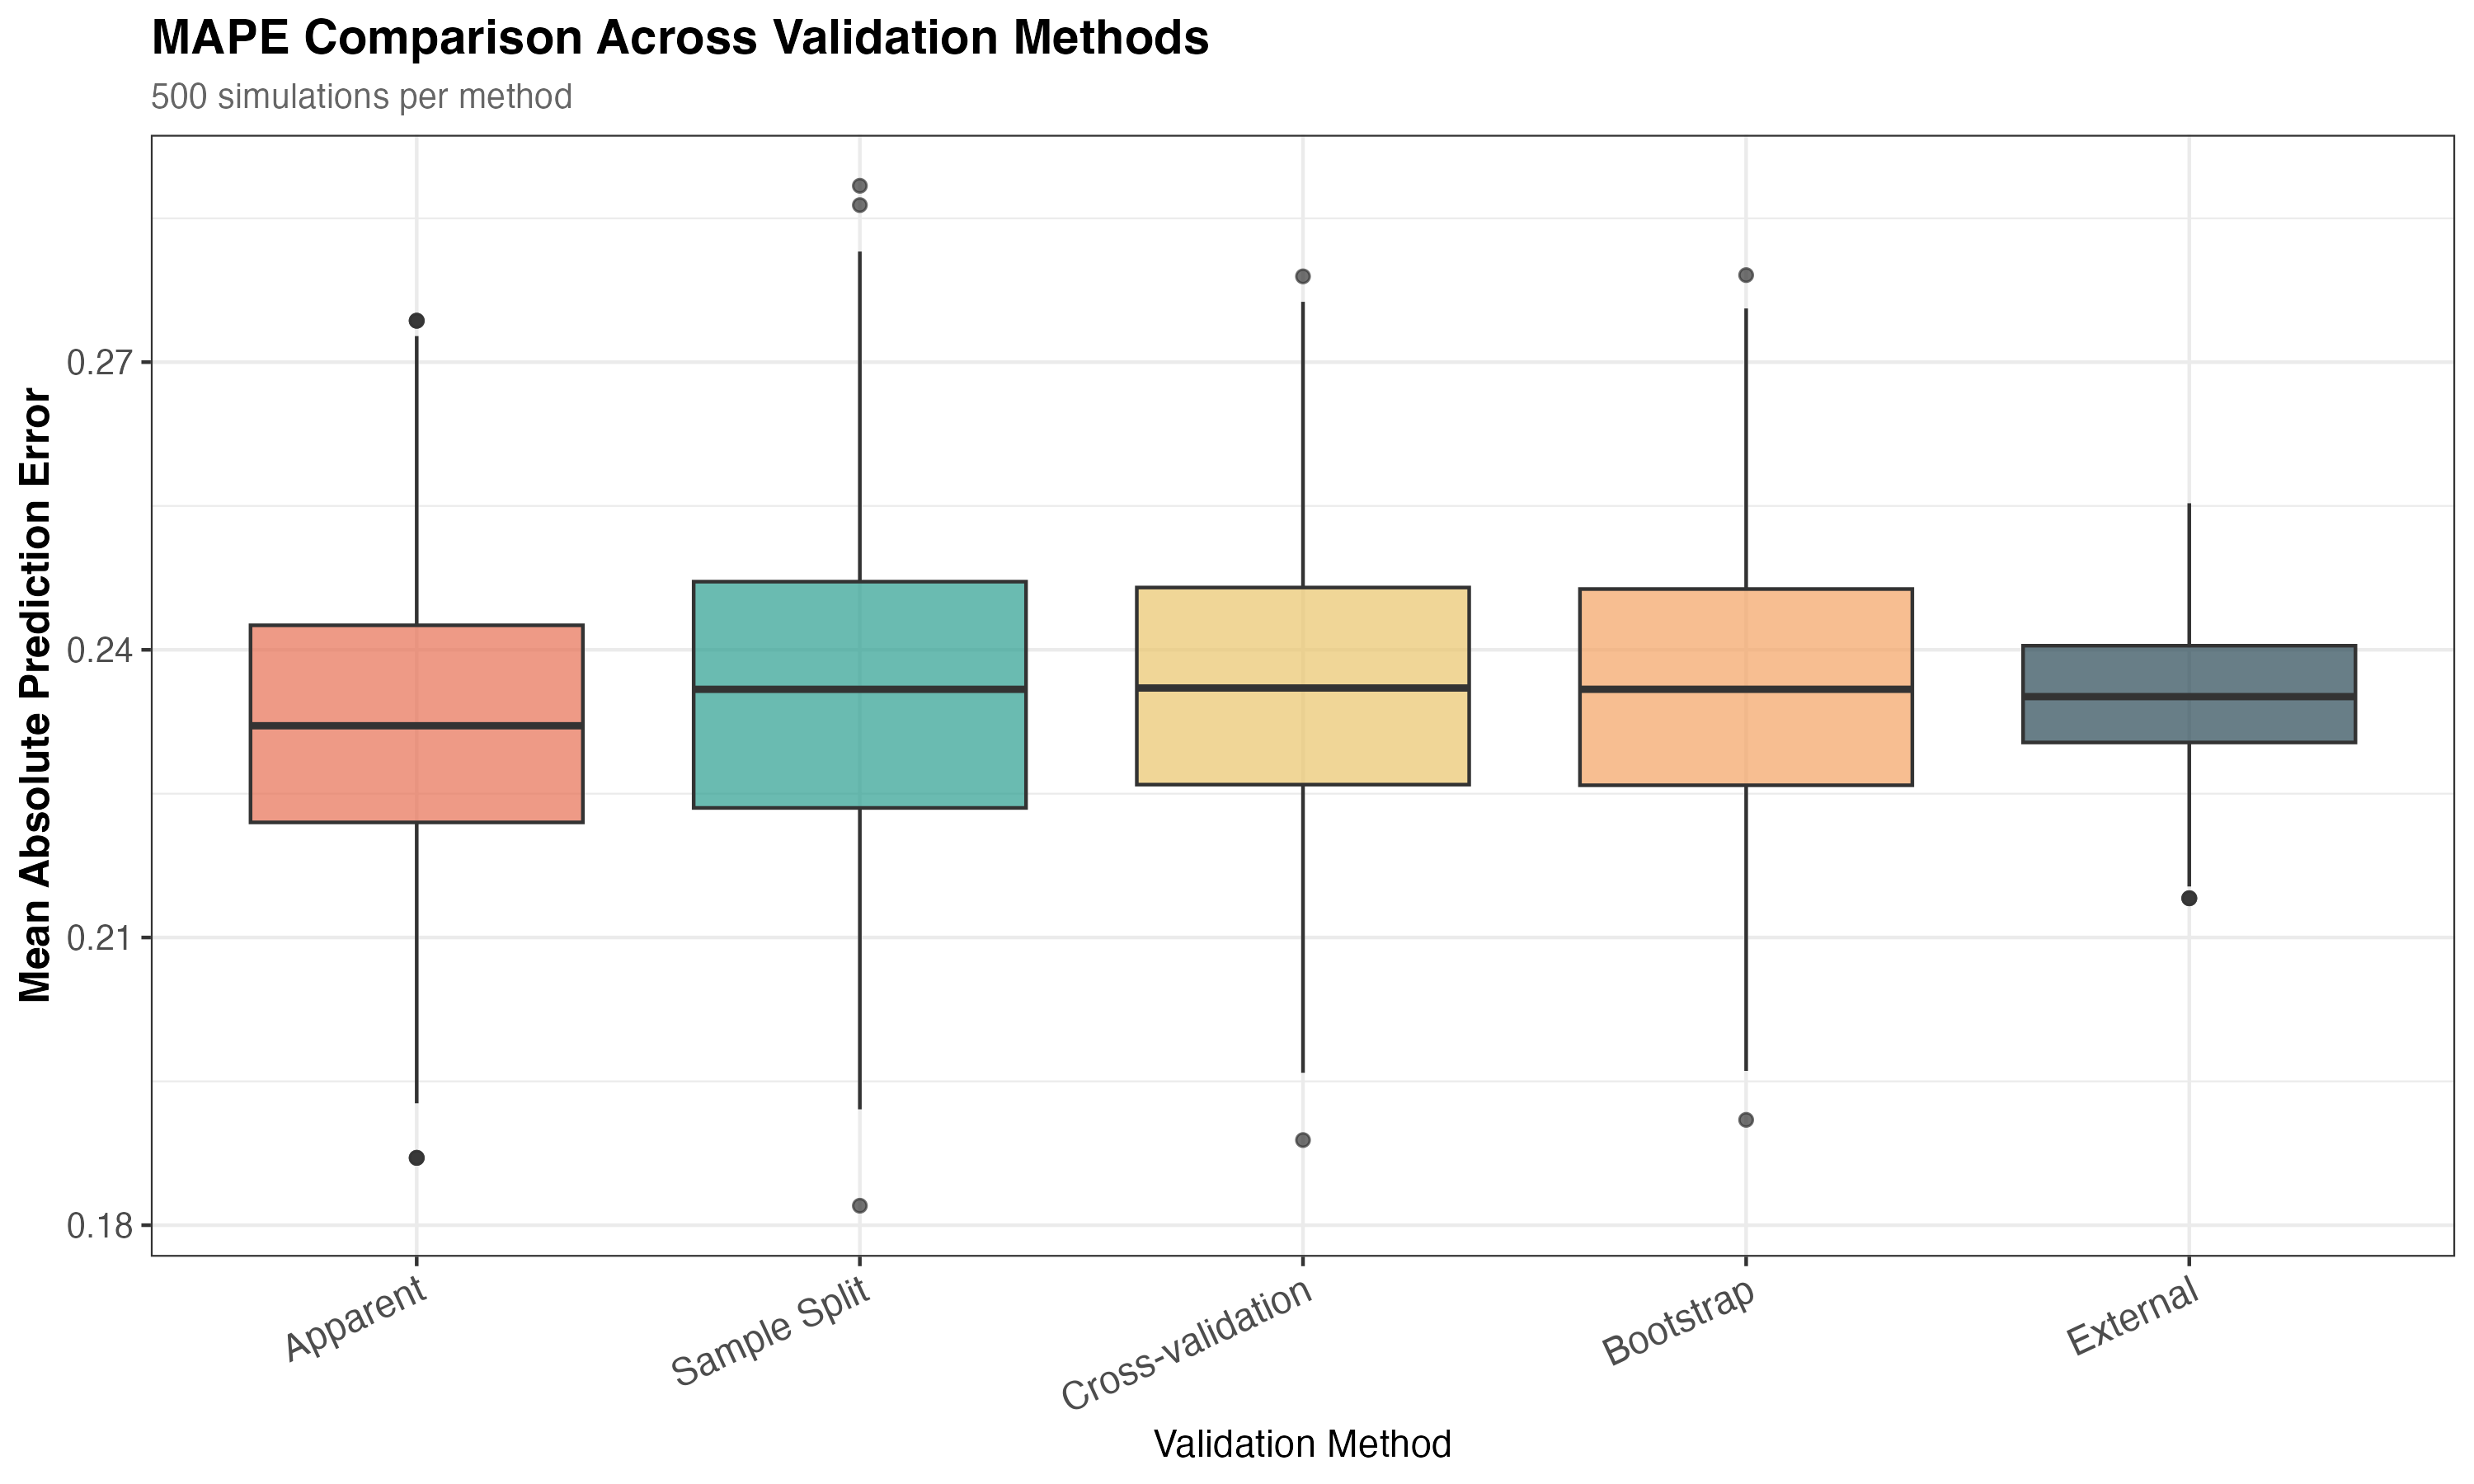 MAPE Comparison Across Validation Methods
500 simulations per method
Mean Absolute Prediction Error
0.27
0.24
0.21
0.18
Apparent
Sample Split
Cross-validation
Bootstrap
External
Validation Method